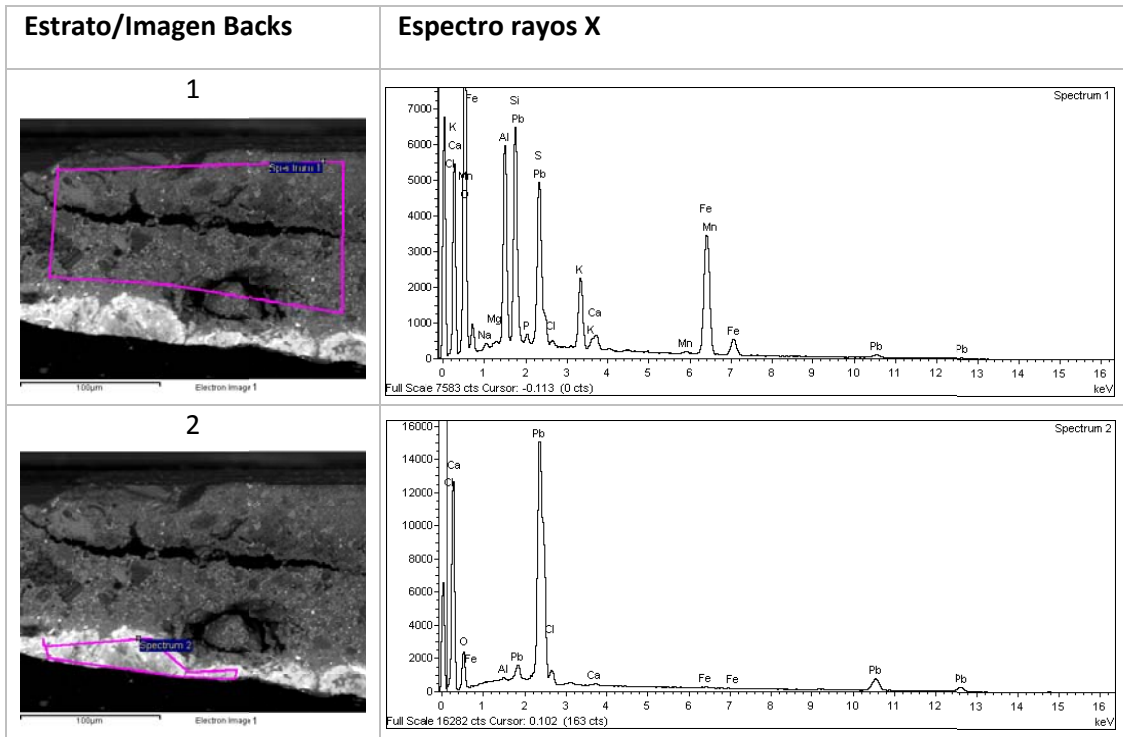 Estrato/Imagen Backs
Espectro rayos X
1
Spectrum 1
100µm
Electron Image 1
Spectrum 1
7000
6000
5000
4000
3000
2000
1000
0
Fe
K
Ca
Mn
O
Al
Si
Pb
S
Pb
Na
Mg
P
Cl
K
Ca
K
Mn
Fe
Mn
Fe
Pb
Pb
0 1 2 3 4 5 6 7 8 9 10 11 12 13 14 15 16
keV
Full Scale 7583 cts Cursor: -0.113 (0 cts)
2
Spectrum 2
100µm
Electron Image 1
Spectrum 2
16000
14000
12000
10000
8000
6000
4000
2000
0
Ca
O
Fe
Al
Pb
Pb
Cl
Ca
Fe
Fe
Pb
Pb
0 1 2 3 4 5 6 7 8 9 10 11 12 13 14 15 16
keV
Full Scale 16282 cts Cursor: 0.102 (163 cts)